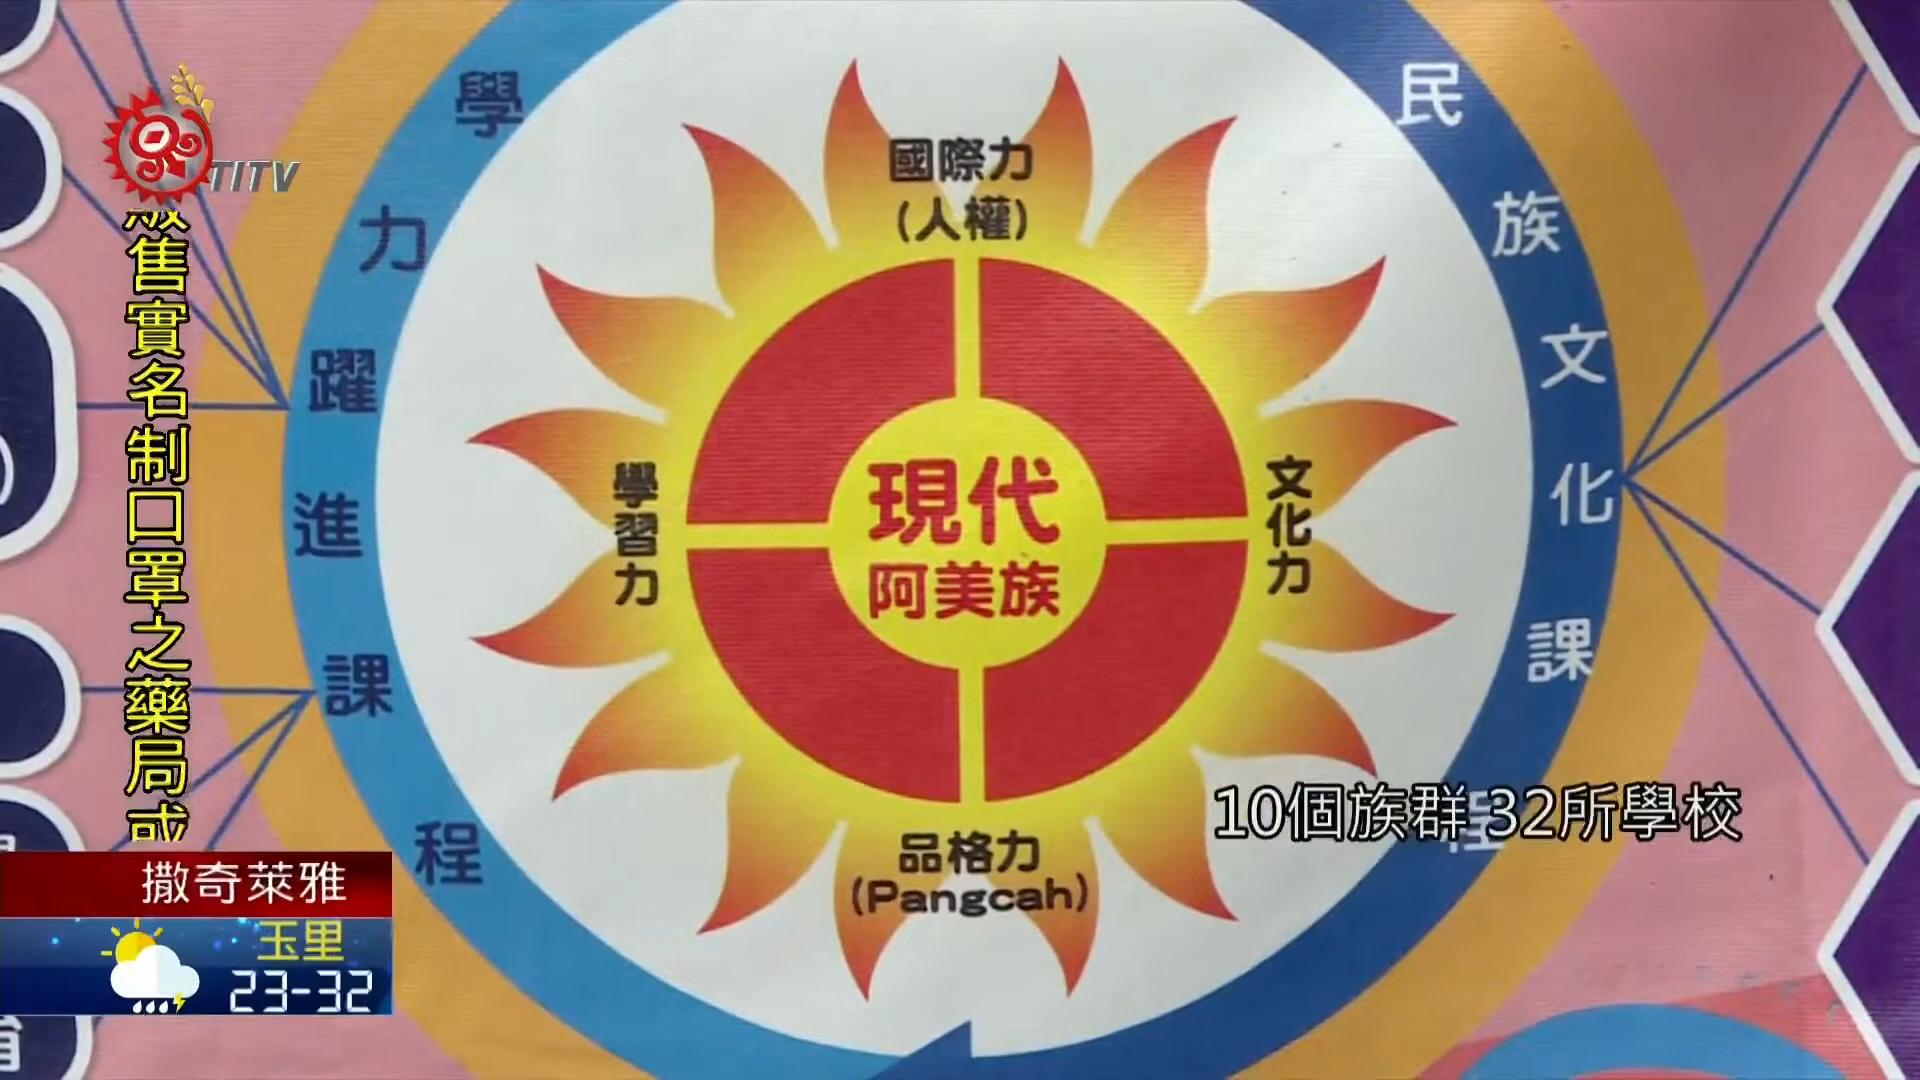 TITV
售實名制口罩之藥局或
學力躍進課程
民族文化課程
國際力
(人權)
學習力
現代
阿美族
文化力
品格力
(Pangcah)
10個族群 32所學校
撒奇萊雅
玉里
23-32